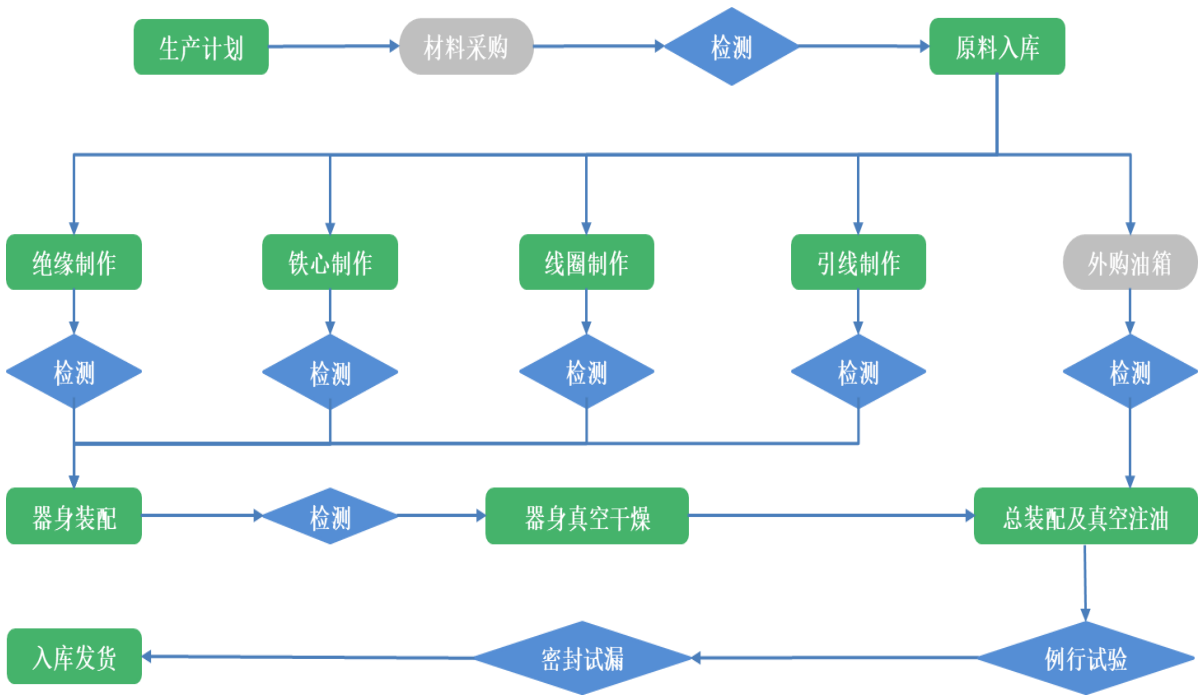 生产计划
材料采购
检测
原料入库
绝缘制作
铁心制作
线圈制作
引线制作
外购油箱
检测
检测
检测
检测
检测
器身装配
检测
器身真空干燥
总装配及真空注油
入库发货
密封试漏
例行试验